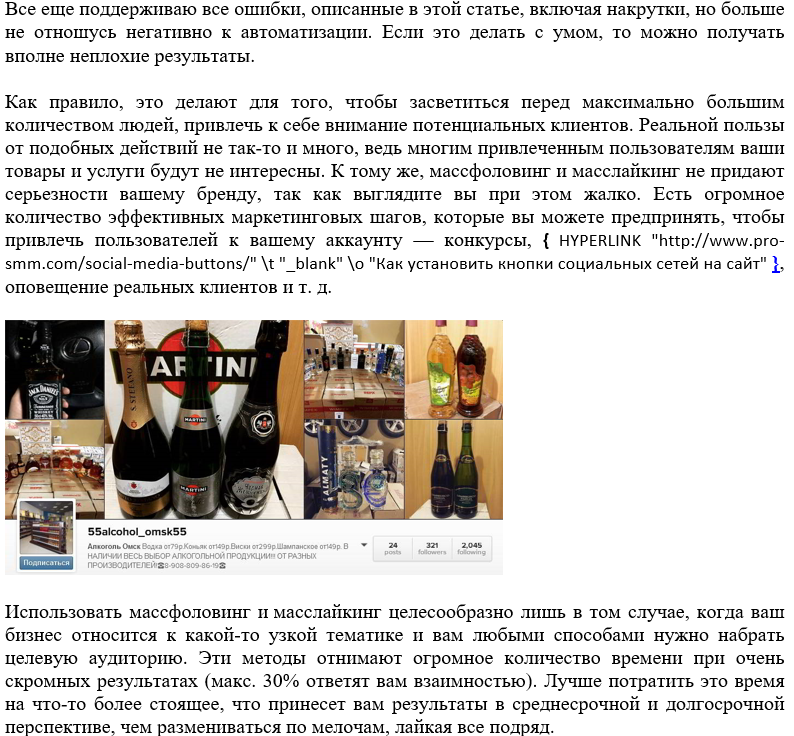 Все еще поддерживаю все ошибки, описанные в этой статье, включая накрутки, но больше
не отношусь негативно к автоматизации. Если это делать с умом, то можно получать
вполне неплохие результаты.
Как правило, это делают для того, чтобы засветиться перед максимально большим
количеством людей, привлечь к себе внимание потенциальных клиентов. Реальной пользы
от подобных действий не так-то и много, ведь многим привлеченным пользователям ваши
товары и услуги будут не интересны. К тому же, массфоловинг и масслайкинг не придают
серьезности вашему бренду, так как выглядите вы при этом жалко. Есть огромное
количество эффективных маркетинговых шагов, которые вы можете предпринять, чтобы
привлечь пользователей к вашему аккаунту — конкурсы, { HYPERLINK "http://www.pro-
smm.com/social-media-buttons/" \t "_blank" \o "Как установить кнопки социальных сетей на сайт" },
оповещение реальных клиентов и т. д.
JACK DANIEL'S
S. STEFANO
MARTINI
MARTINI
MARTINI
ALMATY
Подписаться
55alcohol_omsk55
Алкоголь Омск Водка от79р.Коньяк от149р.Виски от299р.Шампанское от149р. В
НАЛИЧИИ ВЕСЬ ВЫБОР АЛКОГОЛЬНОЙ ПРОДУКЦИИ!!! ОТ РАЗНЫХ
ПРОИЗВОДИТЕЛЕЙ!☎8-908-809-86-19☎
24 posts
321 followers
2,045 following
Использовать массфоловинг и масслайкинг целесообразно лишь в том случае, когда ваш
бизнес относится к какой-то узкой тематике и вам любыми способами нужно набрать
целевую аудиторию. Эти методы отнимают огромное количество времени при очень
скромных результатах (макс. 30% ответят вам взаимностью). Лучше потратить это время
на что-то более стоящее, что принесет вам результаты в среднесрочной и долгосрочной
перспективе, чем размениваться по мелочам, лайкая все подряд.